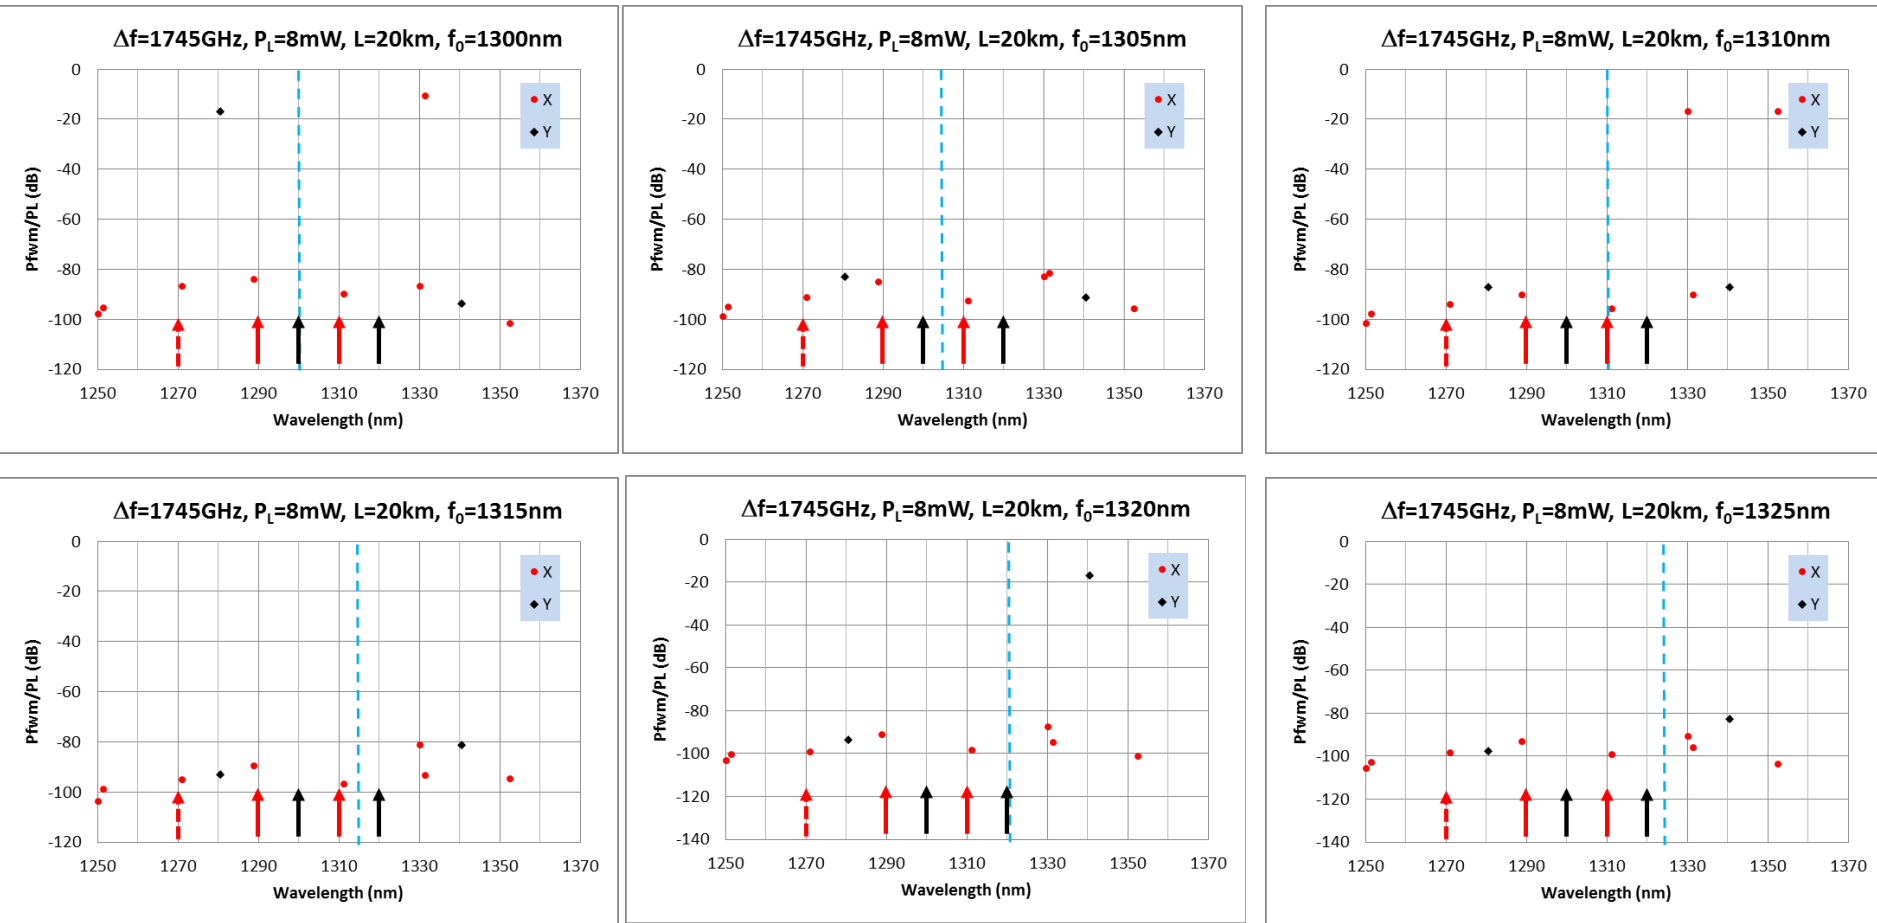 Δf=1745GHz, PL=8mW, L=20km, f0=1300nm
Pfwm/PL (dB)
0
-20
-40
-60
-80
-100
-120
X
Y
1250 1270 1290 1310 1330 1350 1370
Wavelength (nm)
Δf=1745GHz, PL=8mW, L=20km, f0=1305nm
Pfwm/PL (dB)
0
-20
-40
-60
-80
-100
-120
X
Y
1250 1270 1290 1310 1330 1350 1370
Wavelength (nm)
Δf=1745GHz, PL=8mW, L=20km, f0=1310nm
Pfwm/PL (dB)
0
-20
-40
-60
-80
-100
-120
X
Y
1250 1270 1290 1310 1330 1350 1370
Wavelength (nm)
Δf=1745GHz, PL=8mW, L=20km, f0=1315nm
Pfwm/PL (dB)
0
-20
-40
-60
-80
-100
-120
X
Y
1250 1270 1290 1310 1330 1350 1370
Wavelength (nm)
Δf=1745GHz, PL=8mW, L=20km, f0=1320nm
Pfwm/PL (dB)
0
-20
-40
-60
-80
-100
-120
-140
X
Y
1250 1270 1290 1310 1330 1350 1370
Wavelength (nm)
Δf=1745GHz, PL=8mW, L=20km, f0=1325nm
Pfwm/PL (dB)
0
-20
-40
-60
-80
-100
-120
-140
X
Y
1250 1270 1290 1310 1330 1350 1370
Wavelength (nm)